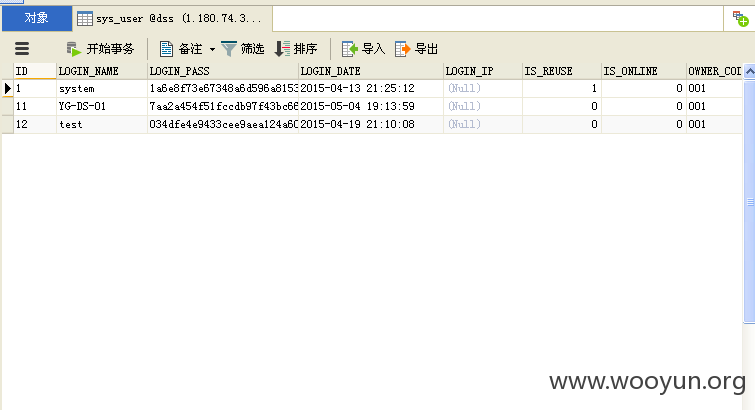 对象 sys_user @dss (1.180.74.3...
开始事务 备注 筛选 排序 导入 导出
ID LOGIN_NAME LOGIN_PASS LOGIN_DATE LOGIN_IP IS_REUSE IS_ONLINE OWNER_COD
1 system 1a6e8f73e67348a6d596a8153 2015-04-13 21:25:12 (Null) 1 0 001
11 YG-DS-01 7aa2a454f51fccdb97f43bc66 2015-05-04 19:13:59 (Null) 0 0 001
12 test 034dfe4e9433cee9aea124a60 2015-04-19 21:10:08 (Null) 0 0 001
www.wooyun.org